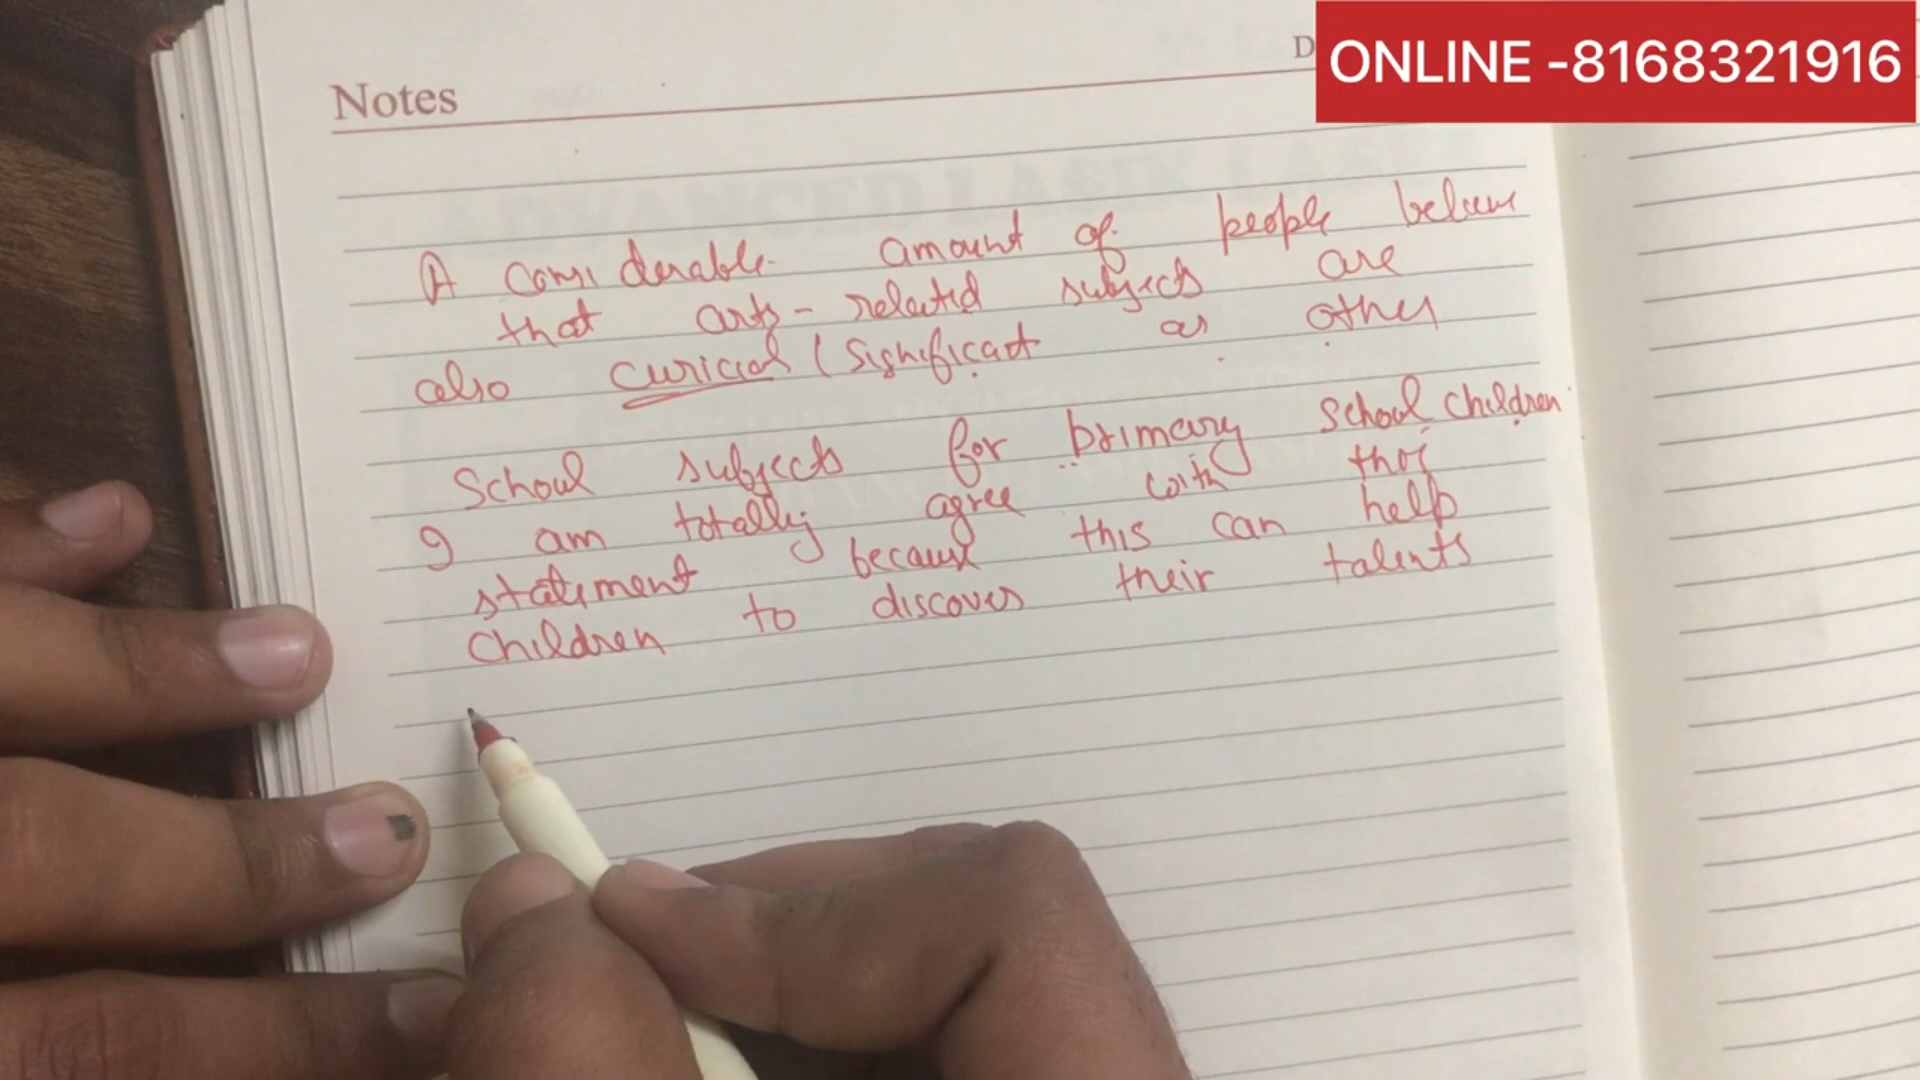 ONLINE -8168321916
Notes
D
A considerable amount of people believe
that arts-related subjects are
also curicial (significant as other
School subjects for primary school children
I am totally agree with this
statement because this can help
children to discover their talents